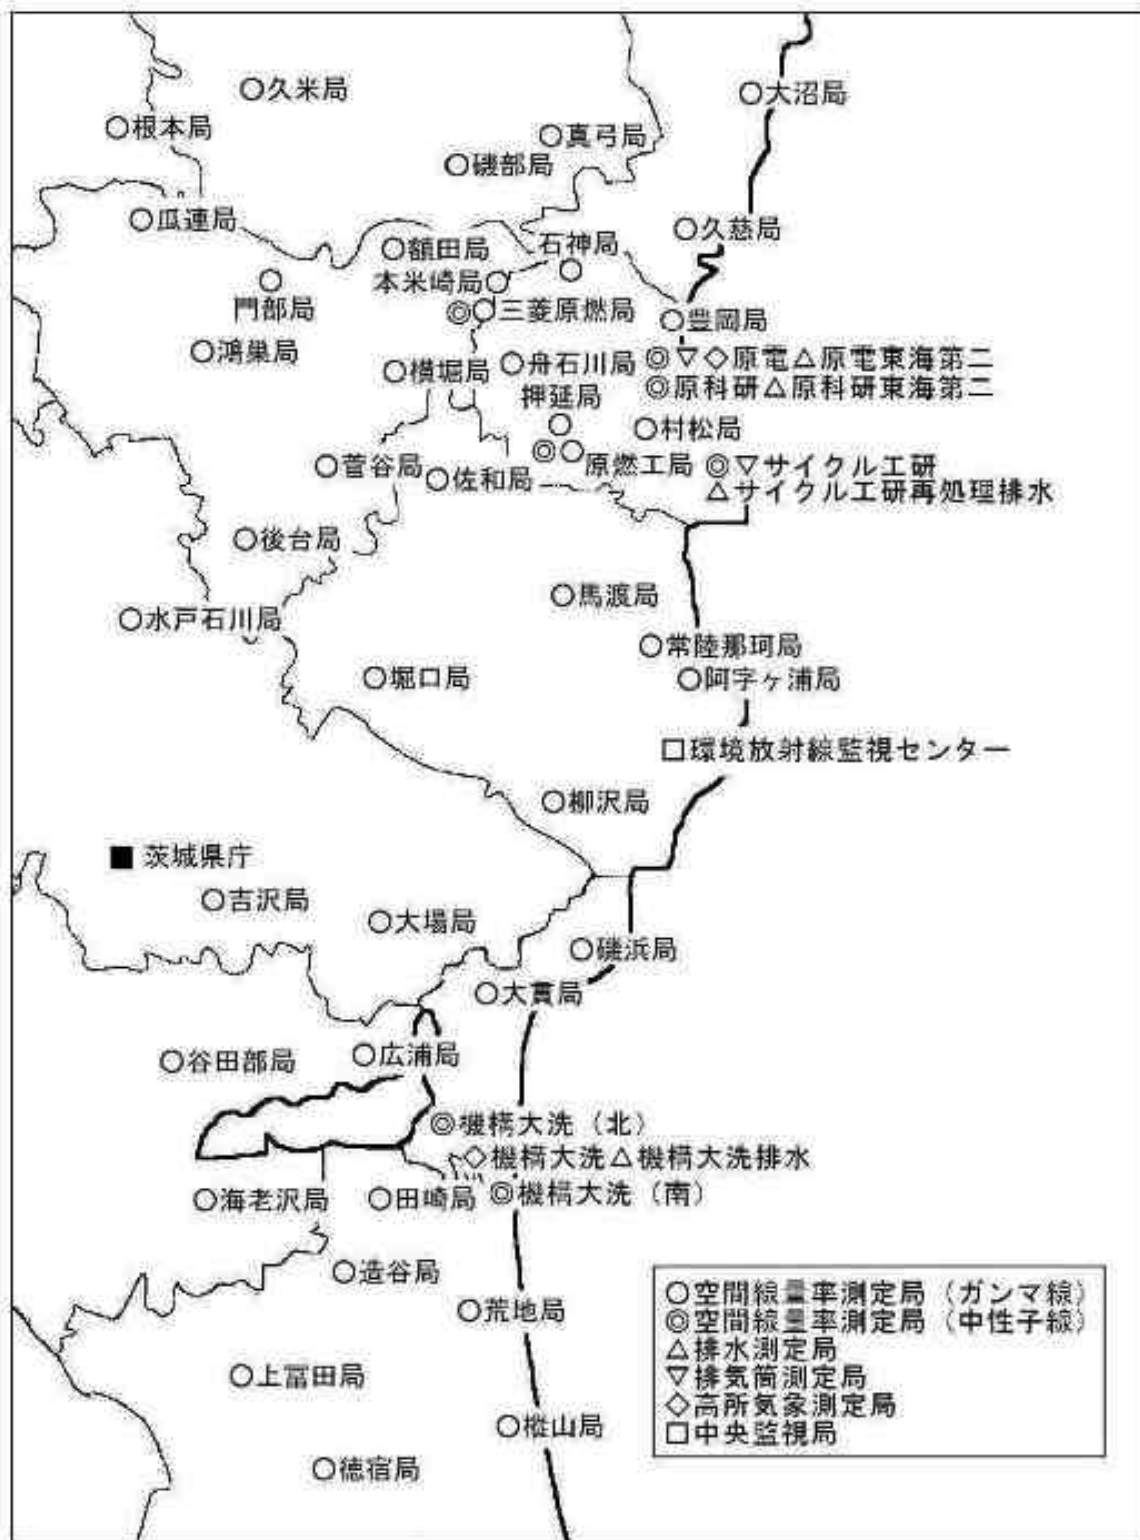 ○久米局
○大沼局
○根本局
○真弓局
○磯部局
○瓜連局
○久慈局
○額田局
石神局
○
本米崎局○
○
門部局
◎○三菱原燃局
○豊岡局
○鴻巣局
○横堀局
○舟石川局
◎▽◇原電△原電東海第二
◎原科研△原科研東海第二
押延局
○
○村松局
◎○原燃工局
○菅谷局
○佐和局
◎▽サイクル工研
△サイクル工研再処理排水
○後台局
○馬渡局
○水戸石川局
○常陸那珂局
○堀口局
○阿字ヶ浦局
□環境放射線監視センター
○柳沢局
■ 茨城県庁
○吉沢局
○大場局
○磯浜局
○大貫局
○谷田部局
○広浦局
◎機構大洗（北）
◇機構大洗△機構大洗排水
○海老沢局
○田崎局
◎機構大洗（南）
○造谷局
○荒地局
○上冨田局
○樅山局
○徳宿局
○空間線量率測定局（ガンマ線）
◎空間線量率測定局（中性子線）
△排水測定局
▽排気筒測定局
◇高所気象測定局
□中央監視局